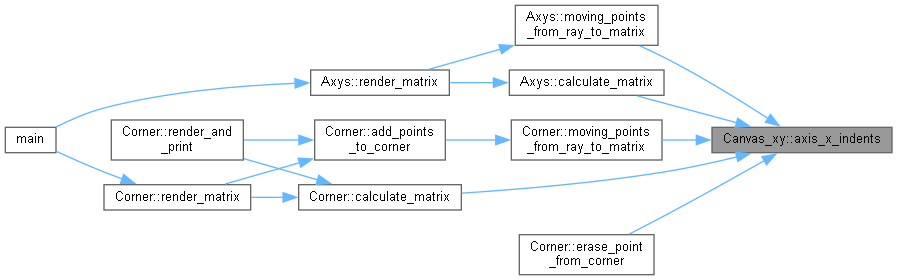 Axys::moving_points
_from_ray_to_matrix
Axys::render_matrix
Axys::calculate_matrix
Corner::render_and
_print
Corner::add_points
_to_corner
Corner::moving_points
_from_ray_to_matrix
main
Canvas_xy::axis_x_indents
Corner::render_matrix
Corner::calculate_matrix
Corner::erase_point
_from_corner